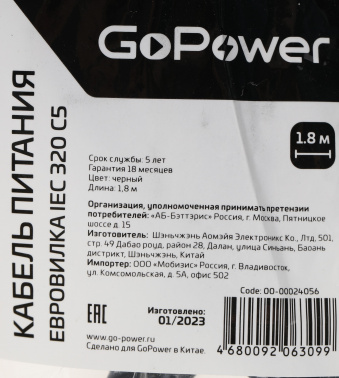 GoPower
КАБЕЛЬ ПИТАНИЯ
ЕВРОВИЛКА IEC 320 C5
1.8 м
Срок службы: 5 лет
Гарантия 18 месяцев
Цвет: черный
Длина: 1,8 м
Организация, уполномоченная принимать претензии
потребителей: «АБ-Бэттэрис» Россия, г. Москва, Пятницкое
шоссе д. 15
Изготовитель: Шэньчжэнь Аомэйя Электроникс Ко., Лтд, 501,
стр. 49 Дабао роуд, район 28, Далан, улица Синьань, Баоань
дистрикт, Шэньчжэнь, Китай
Импортер: ООО «Мобизис» Россия, г. Владивосток,
ул. Комсомольская, д. 5А, офис 502
Code: 00-00024056
EAC
Изготовлено:
01/2023
www.go-power.ru
Сделано для GoPower в Китае.
4 680092 063099